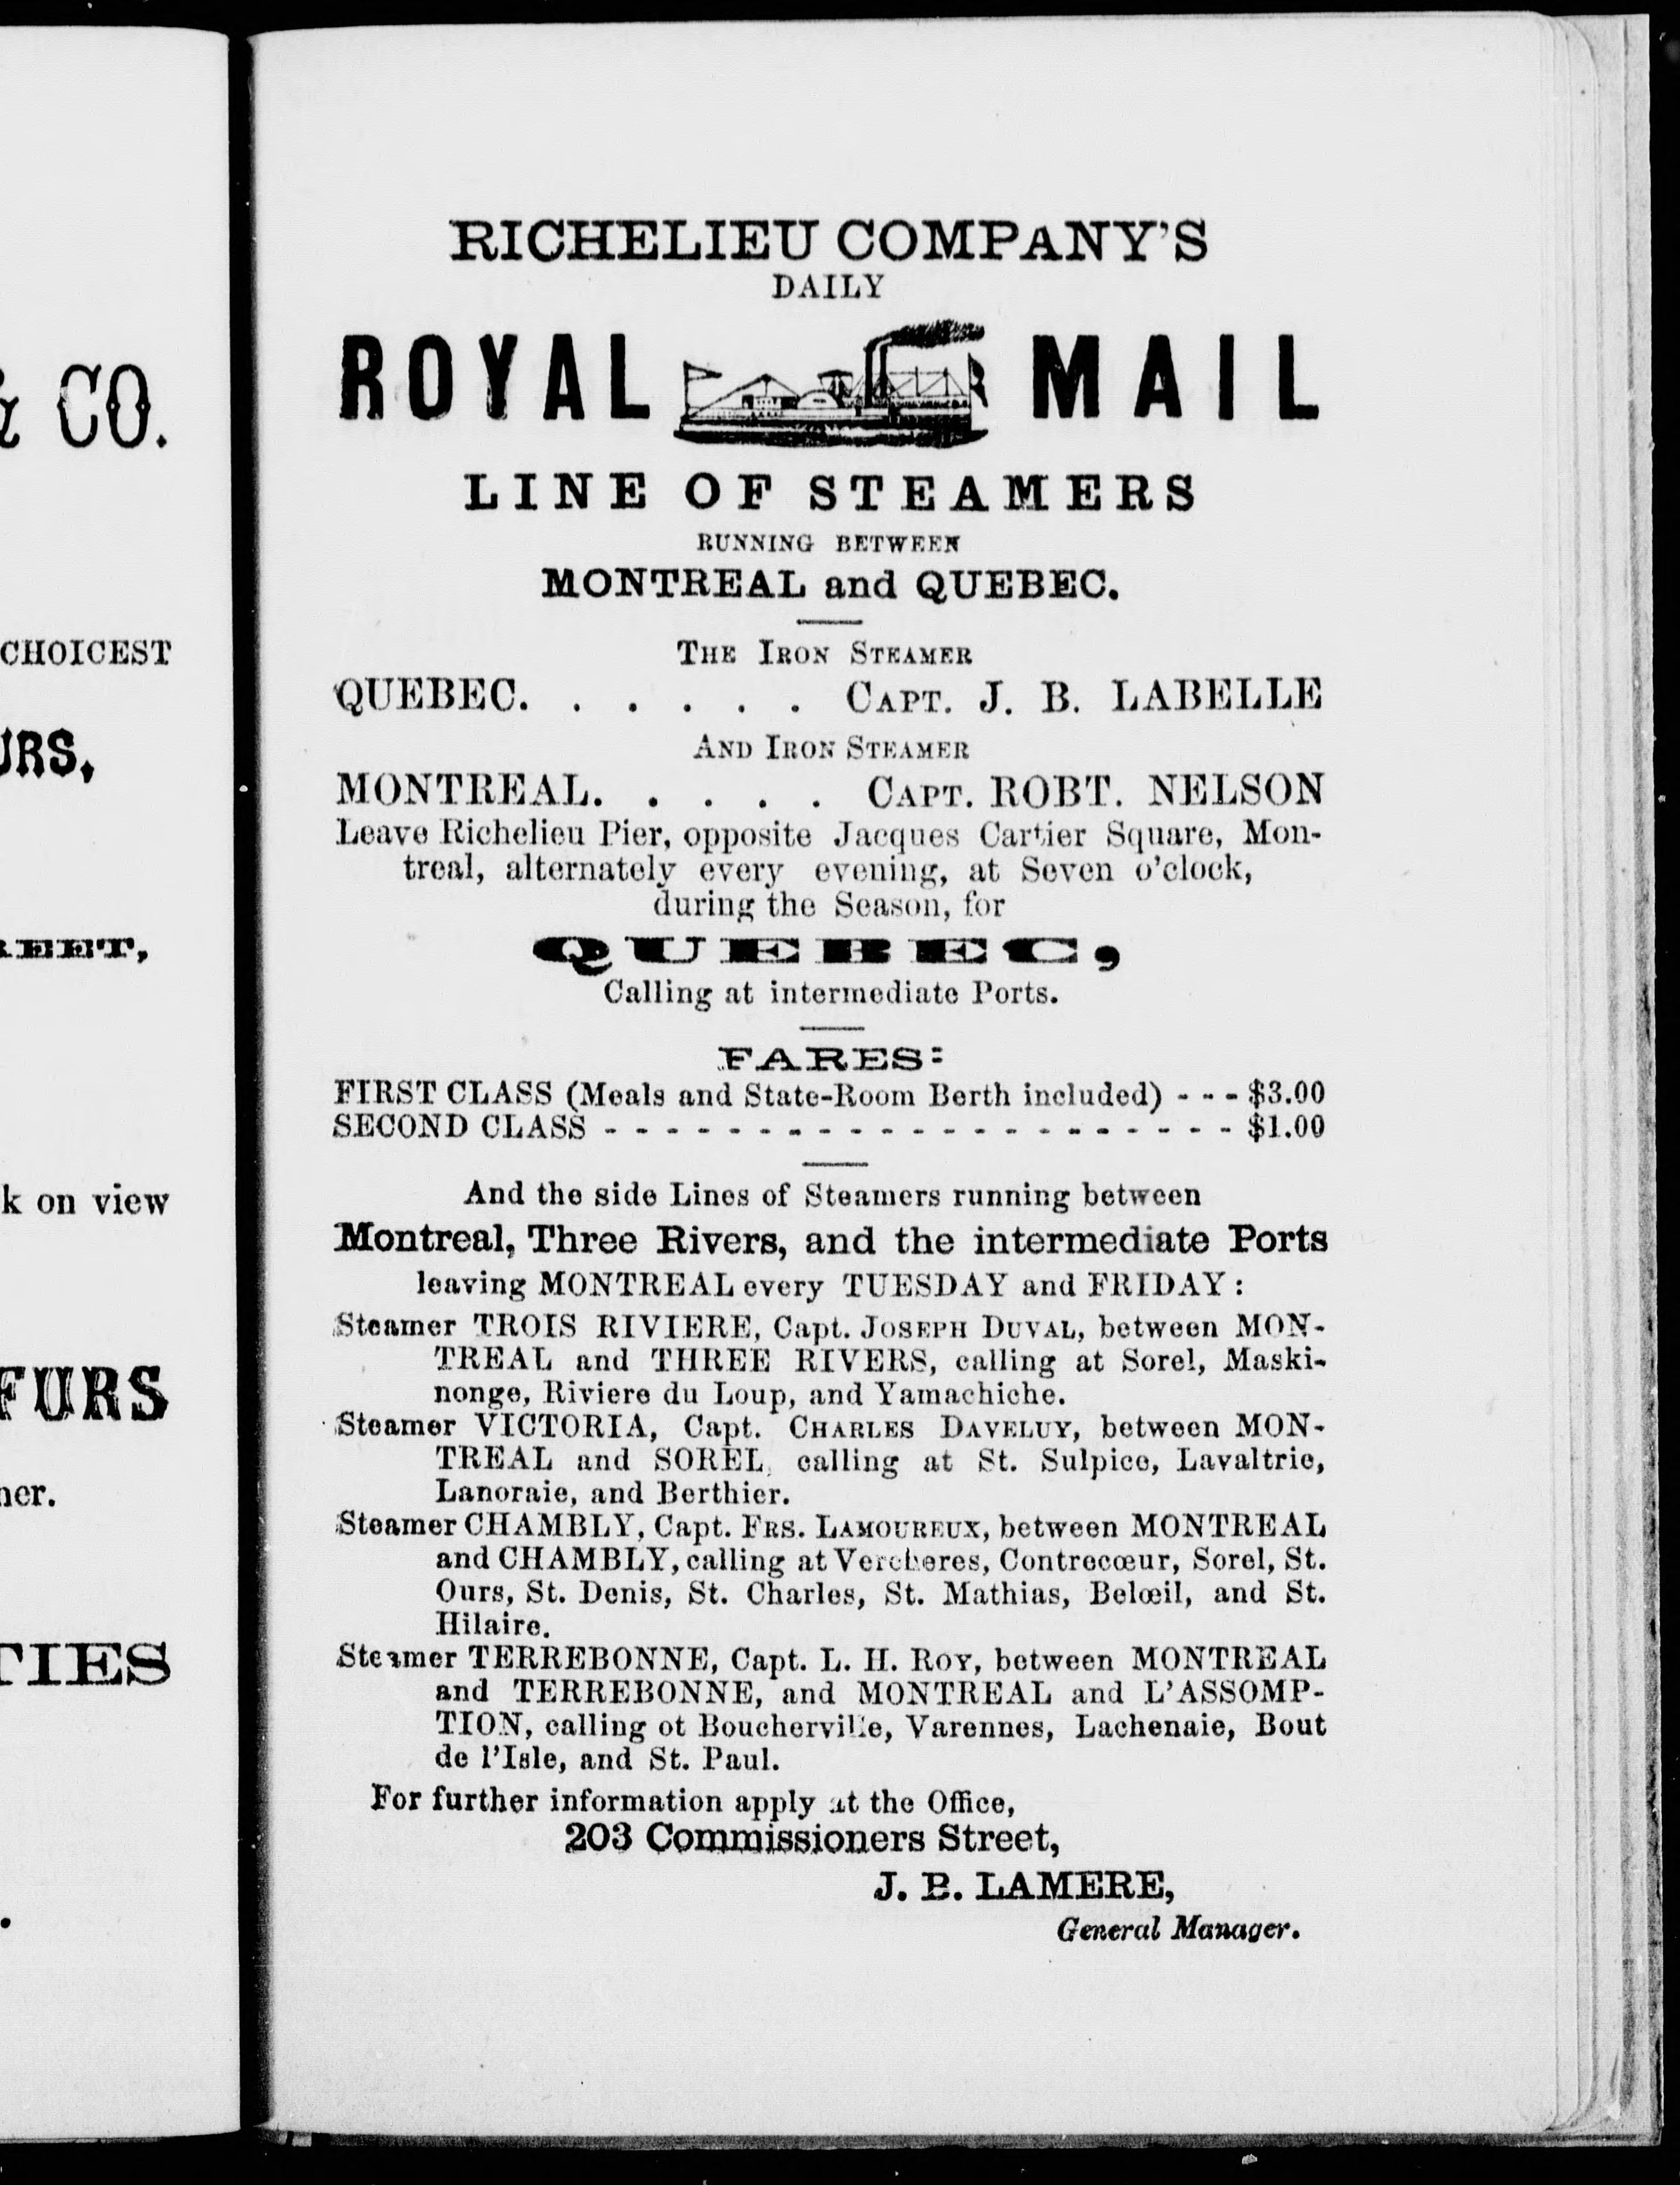 & CO.
CHOICEST
URS,
REET,
k on view
FURS
ner.
TIES
RICHELIEU COMPANY'S
DAILY
ROYAL MAIL
LINE OF STEAMERS
RUNNING BETWEEN
MONTREAL and QUEBEC.
THE IRON STEAMER
QUEBEC. . . . . . CAPT. J. B. LABELLE
AND IRON STEAMER
MONTREAL. . . . . CAPT. ROBT. NELSON
Leave Richelieu Pier, opposite Jacques Cartier Square, Mon-
treal, alternately every evening, at Seven o'clock,
during the Season, for
QUEBEC,
Calling at intermediate Ports.
FARES:
FIRST CLASS (Meals and State-Room Berth included) - - - $3.00
SECOND CLASS - - - - - - - - - - - - - - - - - - - - - $1.00
And the side Lines of Steamers running between
Montreal, Three Rivers, and the intermediate Ports
leaving MONTREAL every TUESDAY and FRIDAY :
Steamer TROIS RIVIERE, Capt. JOSEPH DUVAL, between MON-
TREAL and THREE RIVERS, calling at Sorel, Maski-
nonge, Riviere du Loup, and Yamachiche.
Steamer VICTORIA, Capt. CHARLES DAVELUY, between MON-
TREAL and SOREL, calling at St. Sulpice, Lavaltrie,
Lanoraie, and Berthier.
Steamer CHAMBLY, Capt. FRS. LAMOUREUX, between MONTREAL
and CHAMBLY, calling at Vercheres, Contrecœur, Sorel, St.
Ours, St. Denis, St. Charles, St. Mathias, Belœil, and St.
Hilaire.
Steamer TERREBONNE, Capt. L. H. ROY, between MONTREAL
and TERREBONNE, and MONTREAL and L'ASSOMP-
TION, calling ot Boucherville, Varennes, Lachenaie, Bout
de l'Isle, and St. Paul.
For further information apply at the Office,
203 Commissioners Street,
J. B. LAMERE,
General Manager.